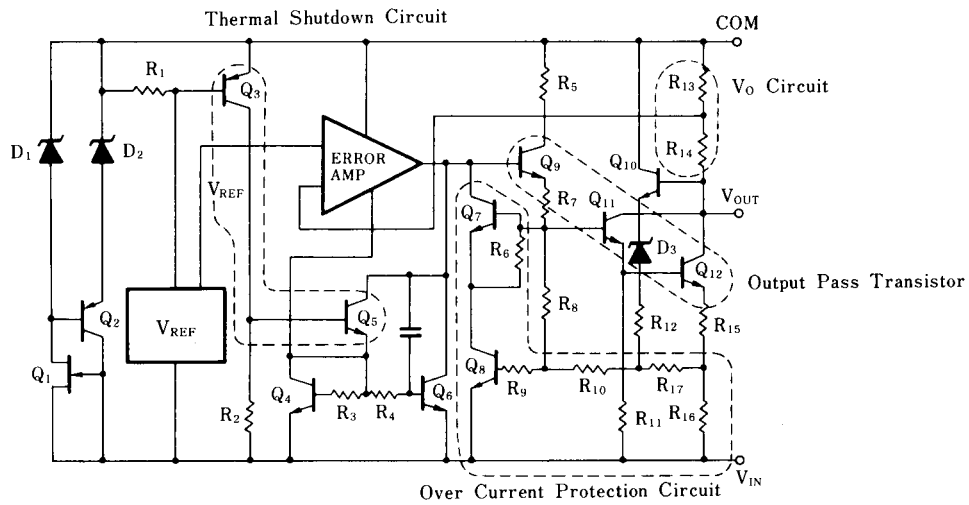 Thermal Shutdown Circuit
COM
R1
Q3
R5
R13
VO Circuit
D1
D2
ERROR
AMP
Q9
Q10
R14
VREF
R7
Q11
VOUT
Q7
R6
D3
Q12
Output Pass Transistor
Q2
VREF
Q5
R8
R12
R15
Q1
Q4
Q8
R9
R10
R17
R3
R4
Q6
R2
R11
R16
VIN
Over Current Protection Circuit